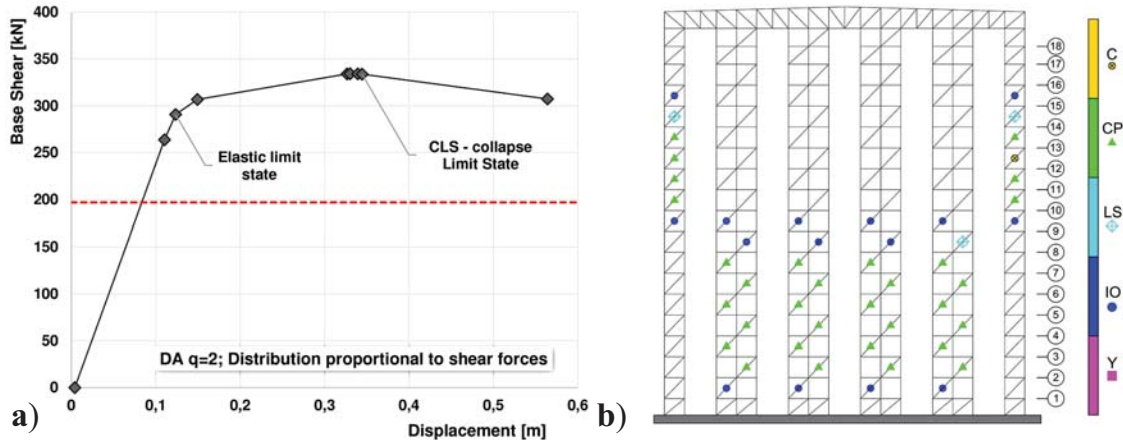 400
350
300
250
200
150
100
50
0
Base Shear [kN]
Elastic limit
state
CLS - collapse
Limit State
DA q=2; Distribution proportional to shear forces
0 0,1 0,2 0,3 0,4 0,5 0,6
Displacement [m]
a)
18
17
16
15
14
13
12
11
10
9
8
7
6
5
4
3
2
1
C
CP
LS
IO
Y
b)